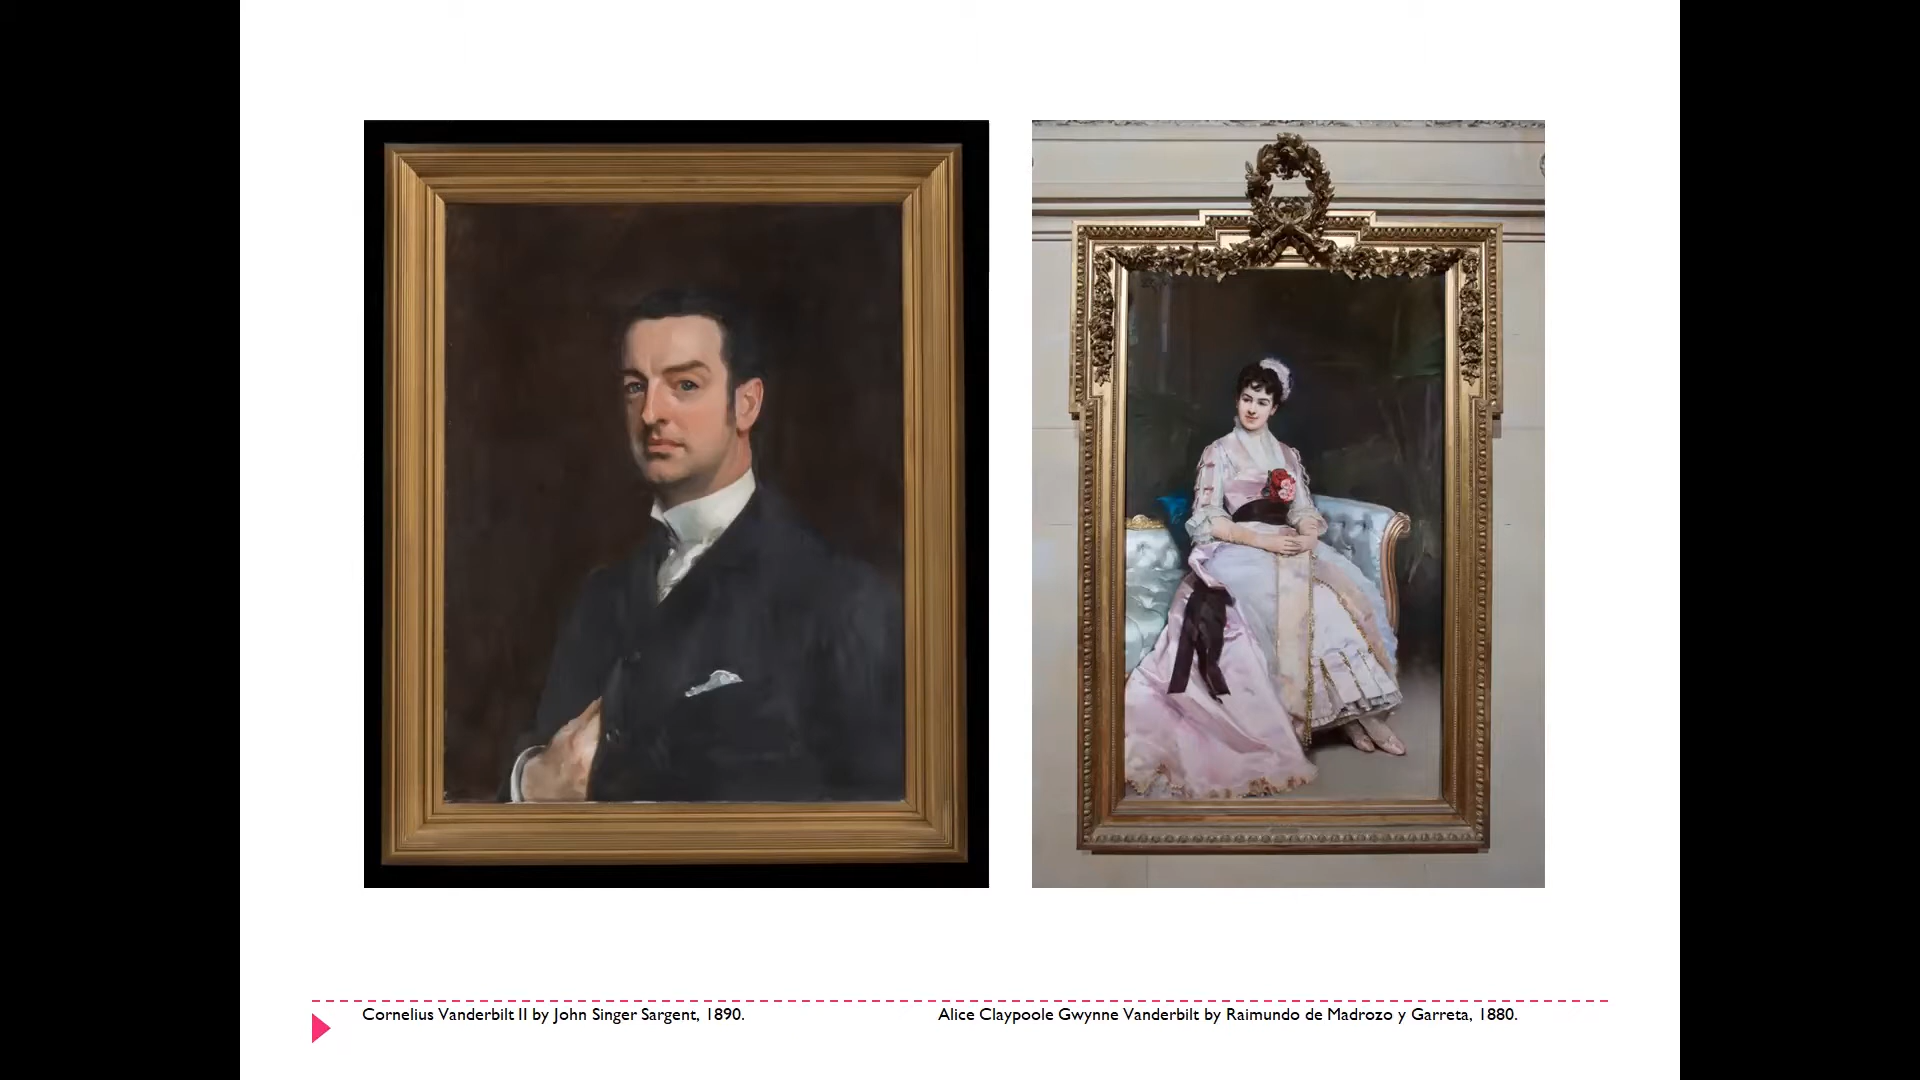 Cornelius Vanderbilt II by John Singer Sargent, 1890.
Alice Claypoole Gwynne Vanderbilt by Raimundo de Madrozo y Garreta, 1880.